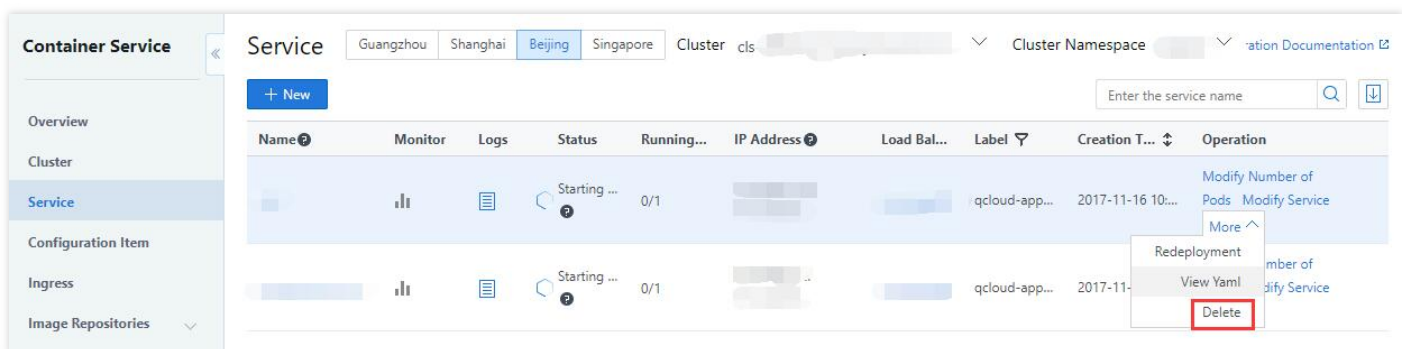 Container Service
Service Guangzhou Shanghai Beijing Singapore Cluster cls- Cluster Namespace ration Documentation
+ New
Enter the service name
Overview
Cluster
Service
Configuration Item
Ingress
Image Repositories
Name Monitor Logs Status Running... IP Address Load Bal... Label Creation T... Operation
Starting ... 0/1 qcloud-app... 2017-11-16 10:... Modify Number of
Pods Modify Service
More
Redeployment
View Yaml
Delete
Starting ... 0/1 qcloud-app... 2017-11- mber of
dify Service